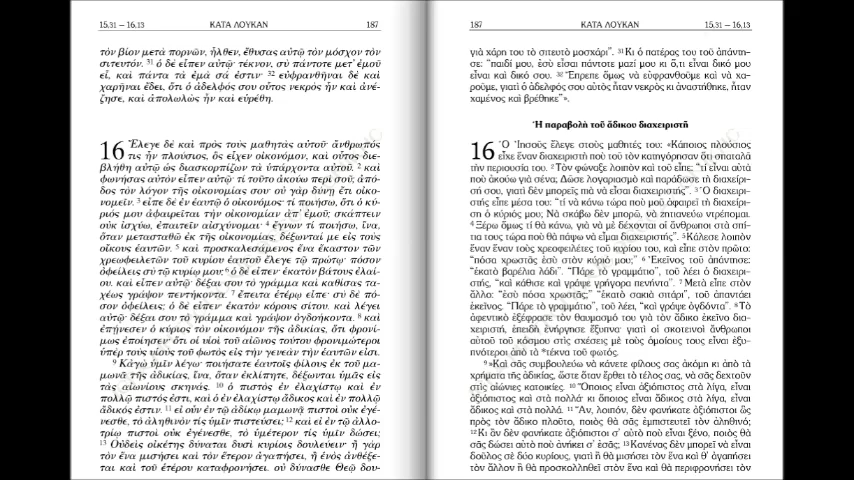 15,31 – 16,13 ΚΑΤΑ ΛΟΥΚΑΝ 187
τὸν βίον μετὰ πορνῶν, ἦλθεν, ἔθυσας αὐτῷ τὸν μόσχον τὸν
σιτευτόν. 31 ὁ δὲ εἶπεν αὐτῷ· τέκνον, σὺ πάντοτε μετ' ἐμοῦ
εἶ, καὶ πάντα τὰ ἐμὰ σά ἐστιν· 32 εὐφρανθῆναι δὲ καὶ
χαρῆναι ἔδει, ὅτι ὁ ἀδελφός σου οὗτος νεκρὸς ἦν καὶ ἀνέ-
ζησε, καὶ ἀπολωλὼς ἦν καὶ εὑρέθη.
16 Ἔλεγε δὲ καὶ πρὸς τοὺς μαθητὰς αὐτοῦ· ἄνθρωπός
τις ἦν πλούσιος, ὃς εἶχεν οἰκονόμον, καὶ οὗτος διε-
βλήθη αὐτῷ ὡς διασκορπίζων τὰ ὑπάρχοντα αὐτοῦ. 2 καὶ
φωνήσας αὐτὸν εἶπεν αὐτῷ· τί τοῦτο ἀκούω περὶ σοῦ; ἀπό-
δος τὸν λόγον τῆς οἰκονομίας σου· οὐ γὰρ δύνῃ ἔτι οἰκο-
νομεῖν. 3 εἶπε δὲ ἐν ἑαυτῷ ὁ οἰκονόμος· τί ποιήσω, ὅτι ὁ κύ-
ριός μου ἀφαιρεῖται τὴν οἰκονομίαν ἀπ' ἐμοῦ; σκάπτειν
οὐκ ἰσχύω, ἐπαιτεῖν αἰσχύνομαι· 4 ἔγνων τί ποιήσω, ἵνα,
ὅταν μετασταθῶ ἐκ τῆς οἰκονομίας, δέξωνταί με εἰς τοὺς
οἴκους ἑαυτῶν. 5 καὶ προσκαλεσάμενος ἕνα ἕκαστον τῶν
χρεωφειλετῶν τοῦ κυρίου ἑαυτοῦ ἔλεγε τῷ πρώτῳ· πόσον
ὀφείλεις σὺ τῷ κυρίῳ μου; 6 ὁ δὲ εἶπεν· ἑκατὸν βάτους ἐλαί-
ου. καὶ εἶπεν αὐτῷ· δέξαι σου τὸ γράμμα καὶ καθίσας τα-
χέως γράψον πεντήκοντα. 7 ἔπειτα ἑτέρῳ εἶπε· σὺ δὲ πό-
σον ὀφείλεις; ὁ δὲ εἶπεν· ἑκατὸν κόρους σίτου. καὶ λέγει
αὐτῷ· δέξαι σου τὸ γράμμα καὶ γράψον ὀγδοήκοντα. 8 καὶ
ἐπῄνεσεν ὁ κύριος τὸν οἰκονόμον τῆς ἀδικίας, ὅτι φρονί-
μως ἐποίησεν· ὅτι οἱ υἱοὶ τοῦ αἰῶνος τούτου φρονιμώτεροι
ὑπὲρ τοὺς υἱοὺς τοῦ φωτὸς εἰς τὴν γενεὰν τὴν ἑαυτῶν εἰσι.
9 Κἀγὼ ὑμῖν λέγω· ποιήσατε ἑαυτοῖς φίλους ἐκ τοῦ μα-
μωνᾶ τῆς ἀδικίας, ἵνα, ὅταν ἐκλίπητε, δέξωνται ὑμᾶς εἰς
τὰς αἰωνίους σκηνάς. 10 ὁ πιστὸς ἐν ἐλαχίστῳ καὶ ἐν
πολλῷ πιστός ἐστι, καὶ ὁ ἐν ἐλαχίστῳ ἄδικος καὶ ἐν πολλῷ
ἄδικός ἐστιν. 11 εἰ οὖν ἐν τῷ ἀδίκῳ μαμωνᾷ πιστοὶ οὐκ ἐγέ-
νεσθε, τὸ ἀληθινὸν τίς ὑμῖν πιστεύσει; 12 καὶ εἰ ἐν τῷ ἀλλο-
τρίῳ πιστοὶ οὐκ ἐγένεσθε, τὸ ὑμέτερον τίς ὑμῖν δώσει;
13 Οὐδεὶς οἰκέτης δύναται δυσὶ κυρίοις δουλεύειν· ἢ γὰρ
τὸν ἕνα μισήσει καὶ τὸν ἕτερον ἀγαπήσει, ἢ ἑνὸς ἀνθέξε-
ται καὶ τοῦ ἑτέρου καταφρονήσει. οὐ δύνασθε Θεῷ δου-
187 ΚΑΤΑ ΛΟΥΚΑΝ 15,31 – 16,13
γιὰ χάρη του τὸ σιτευτὸ μοσχάρι”. 31 Κι ὁ πατέρας του τοῦ ἀπάντη-
σε: “παιδί μου, ἐσὺ εἶσαι πάντοτε μαζί μου κι ὅ,τι εἶναι δικό μου
εἶναι καὶ δικό σου. 32 Ἔπρεπε ὅμως νὰ εὐφρανθοῦμε καὶ νὰ χα-
ροῦμε, γιατὶ ὁ ἀδελφός σου αὐτὸς ἦταν νεκρὸς κι ἀναστήθηκε, ἦταν
χαμένος καὶ βρέθηκε”».
Ἡ παραβολὴ τοῦ ἄδικου διαχειριστῆ
16 Ὁ Ἰησοῦς ἔλεγε στοὺς μαθητές του: «Κάποιος πλούσιος
εἶχε ἕναν διαχειριστὴ ποὺ τοῦ τὸν κατηγόρησαν ὅτι σπαταλᾶ
τὴν περιουσία του. 2 Τὸν φώναξε λοιπὸν καὶ τοῦ εἶπε: “τί εἶναι αὐτὰ
ποὺ ἀκούω γιὰ σένα; Δῶσε λογαριασμὸ καὶ παράδωσε τὴ διαχείρι-
σή σου, γιατὶ δὲν μπορεῖς πιὰ νὰ εἶσαι διαχειριστής”. 3 Ὁ διαχειρι-
στὴς εἶπε μέσα του: “τί νὰ κάνω τώρα ποὺ μοῦ ἀφαιρεῖ τὴ διαχείρι-
ση ὁ κύριός μου; Νὰ σκάβω δὲν μπορῶ, νὰ ζητιανεύω ντρέπομαι.
4 Ξέρω ὅμως τί θὰ κάνω, γιὰ νὰ μὲ δέχονται οἱ ἄνθρωποι στὰ σπί-
τια τους τώρα ποὺ θὰ πάψω νὰ εἶμαι διαχειριστής”. 5 Κάλεσε λοιπὸν
ἕναν ἕναν τοὺς χρεοφειλέτες τοῦ κυρίου του, καὶ εἶπε στὸν πρῶτο:
“πόσα χρωστᾶς ἐσὺ στὸν κύριό μου;” 6 Ἐκεῖνος τοῦ ἀπάντησε:
“ἑκατὸ βαρέλια λάδι”. “Πάρε τὸ γραμμάτιο”, τοῦ λέει ὁ διαχειρι-
στής, “καὶ κάθισε καὶ γράψε γρήγορα πενήντα”. 7 Μετὰ εἶπε στὸν
ἄλλο: “ἐσὺ πόσα χρωστᾶς;” “ἑκατὸ σακιὰ σιτάρι”, τοῦ ἀπαντάει
ἐκεῖνος. “Πάρε τὸ γραμμάτιο”, τοῦ λέει, “καὶ γράψε ὀγδόντα”. 8 Τὸ
ἀφεντικὸ ἐξέφρασε τὸν θαυμασμό του γιὰ τὸν ἄδικο ἐκεῖνο δια-
χειριστή, ἐπειδὴ ἐνήργησε ἔξυπνα· γιατὶ οἱ σκοτεινοὶ ἄνθρωποι
αὐτοῦ τοῦ κόσμου στὶς σχέσεις μὲ τοὺς ὁμοίους τους εἶναι ἐξυ-
πνότεροι ἀπὸ τὰ *τέκνα τοῦ φωτός.
9 »Καὶ σᾶς συμβουλεύω νὰ κάνετε φίλους σας ἀκόμη κι ἀπὸ τὰ
χρήματα τῆς ἀδικίας, ὥστε ὅταν ἔρθει τὸ τέλος σας, νὰ σᾶς δεχτοῦν
στὶς αἰώνιες κατοικίες. 10 Ὅποιος εἶναι ἀξιόπιστος στὰ λίγα, εἶναι
ἀξιόπιστος καὶ στὰ πολλά· κι ὅποιος εἶναι ἄδικος στὰ λίγα, εἶναι
ἄδικος καὶ στὰ πολλά. 11 Ἄν, λοιπόν, δὲν φανήκατε ἀξιόπιστοι ὡς
πρὸς τὸν ἄδικο πλοῦτο, ποιὸς θὰ σᾶς ἐμπιστευτεῖ τὸν ἀληθινό;
12 Κι ἂν δὲν φανήκατε ἀξιόπιστοι σ' αὐτὸ ποὺ εἶναι ξένο, ποιὸς θὰ
σᾶς δώσει αὐτὸ ποὺ ἀνήκει σ' ἐσᾶς; 13 Κανένας δὲν μπορεῖ νὰ εἶναι
δοῦλος σὲ δύο κυρίους, γιατὶ ἢ θὰ μισήσει τὸν ἕνα καὶ θ' ἀγαπήσει
τὸν ἄλλον ἢ θὰ προσκολληθεῖ στὸν ἕνα καὶ θὰ περιφρονήσει τὸν